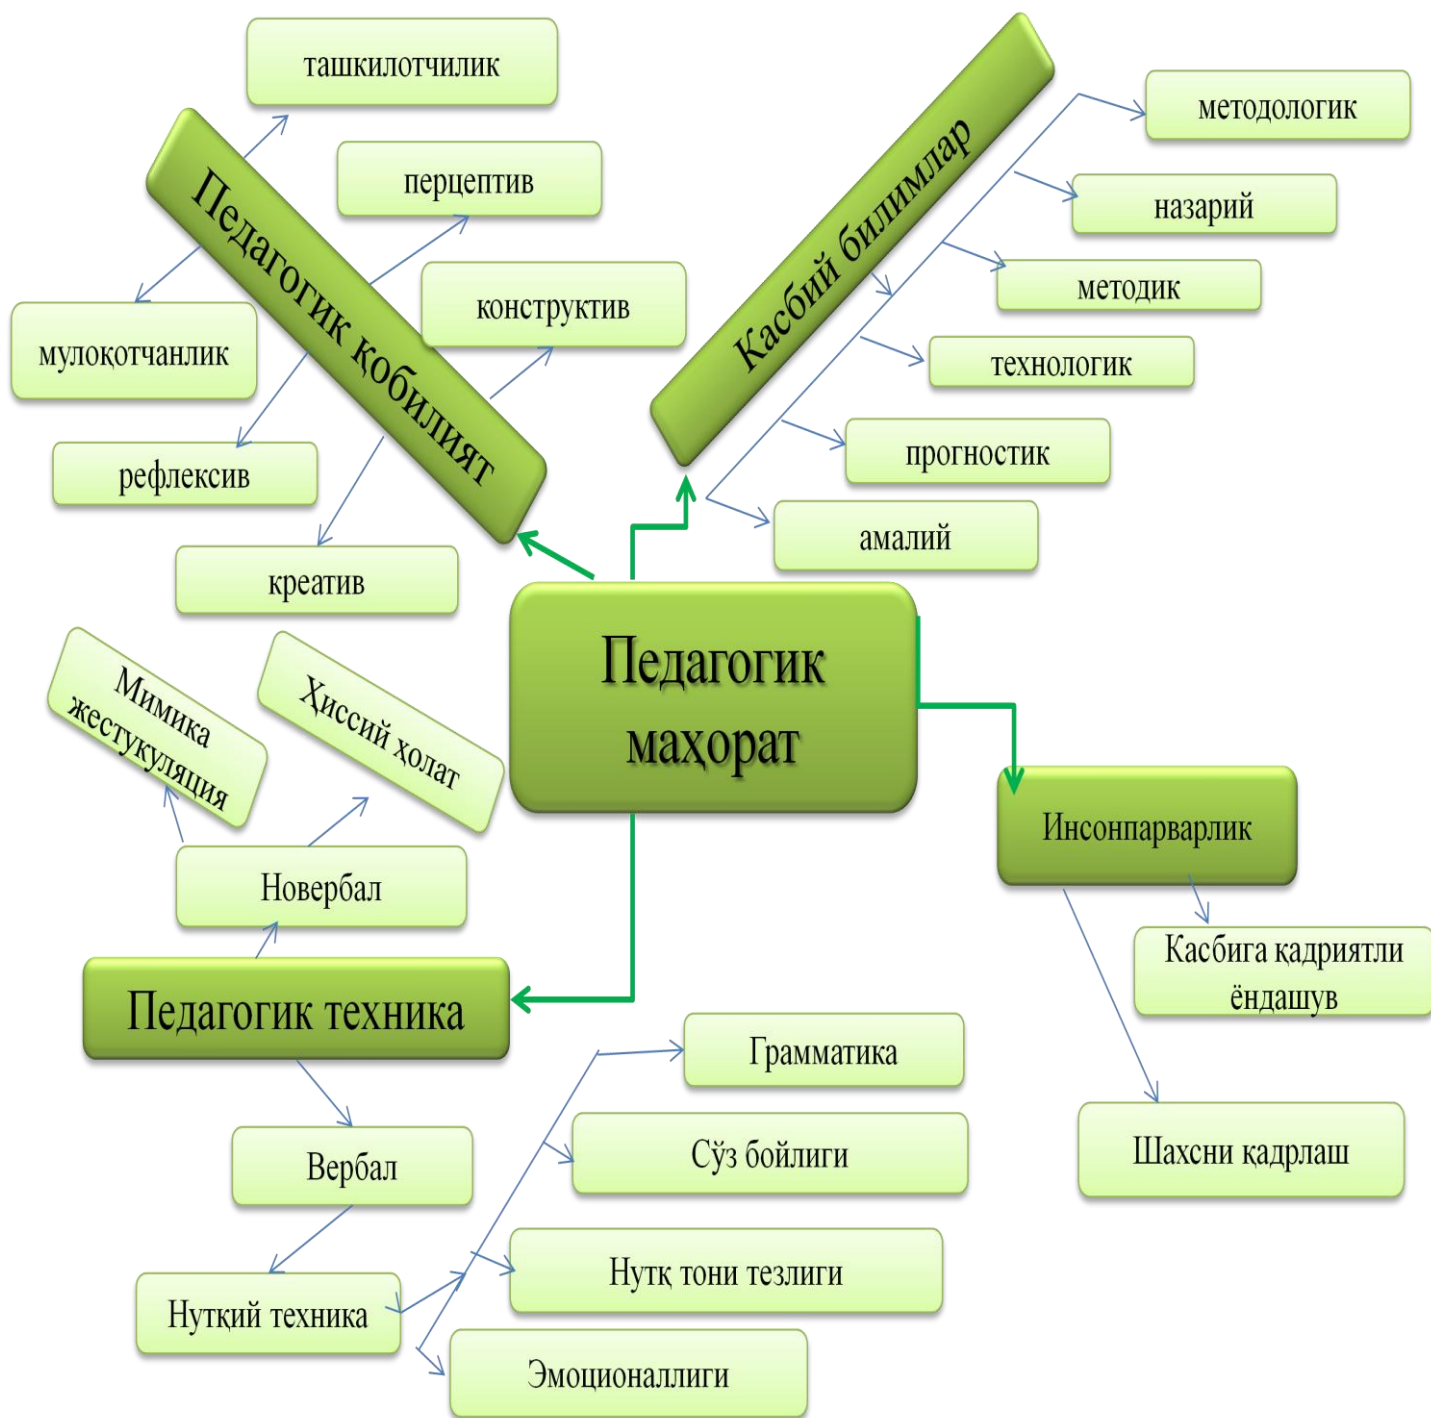 ташкилотчилик
перцептив
конструктив
Педагогик қобилият
мулоқотчанлик
рефлексив
креатив
Касбий билимлар
методологик
назарий
методик
технологик
прогностик
амалий
Педагогик
маҳорат
Мимика
жестукуляция
Ҳиссий ҳолат
Новербал
Педагогик техника
Вербал
Нутқий техника
Грамматика
Сўз бойлиги
Нутқ тони тезлиги
Эмоционаллиги
Инсонпарварлик
Касбига қадриятли
ёндашув
Шахсни қадрлаш